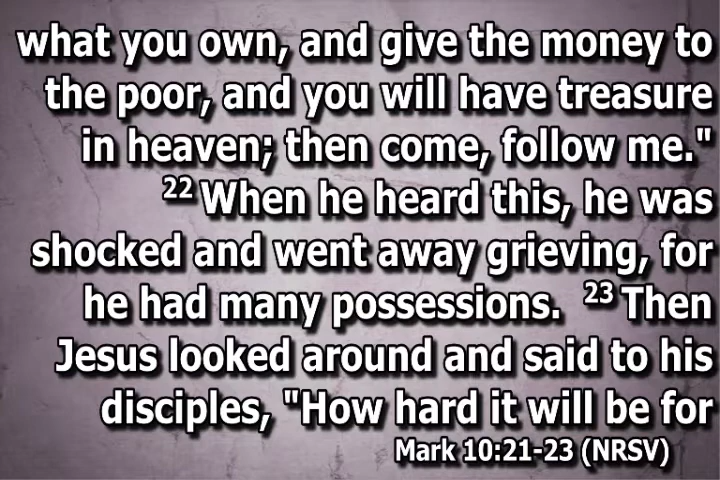 what you own, and give the money to
the poor, and you will have treasure
in heaven; then come, follow me."
22 When he heard this, he was
shocked and went away grieving, for
he had many possessions. 23 Then
Jesus looked around and said to his
disciples, "How hard it will be for
Mark 10:21-23 (NRSV)